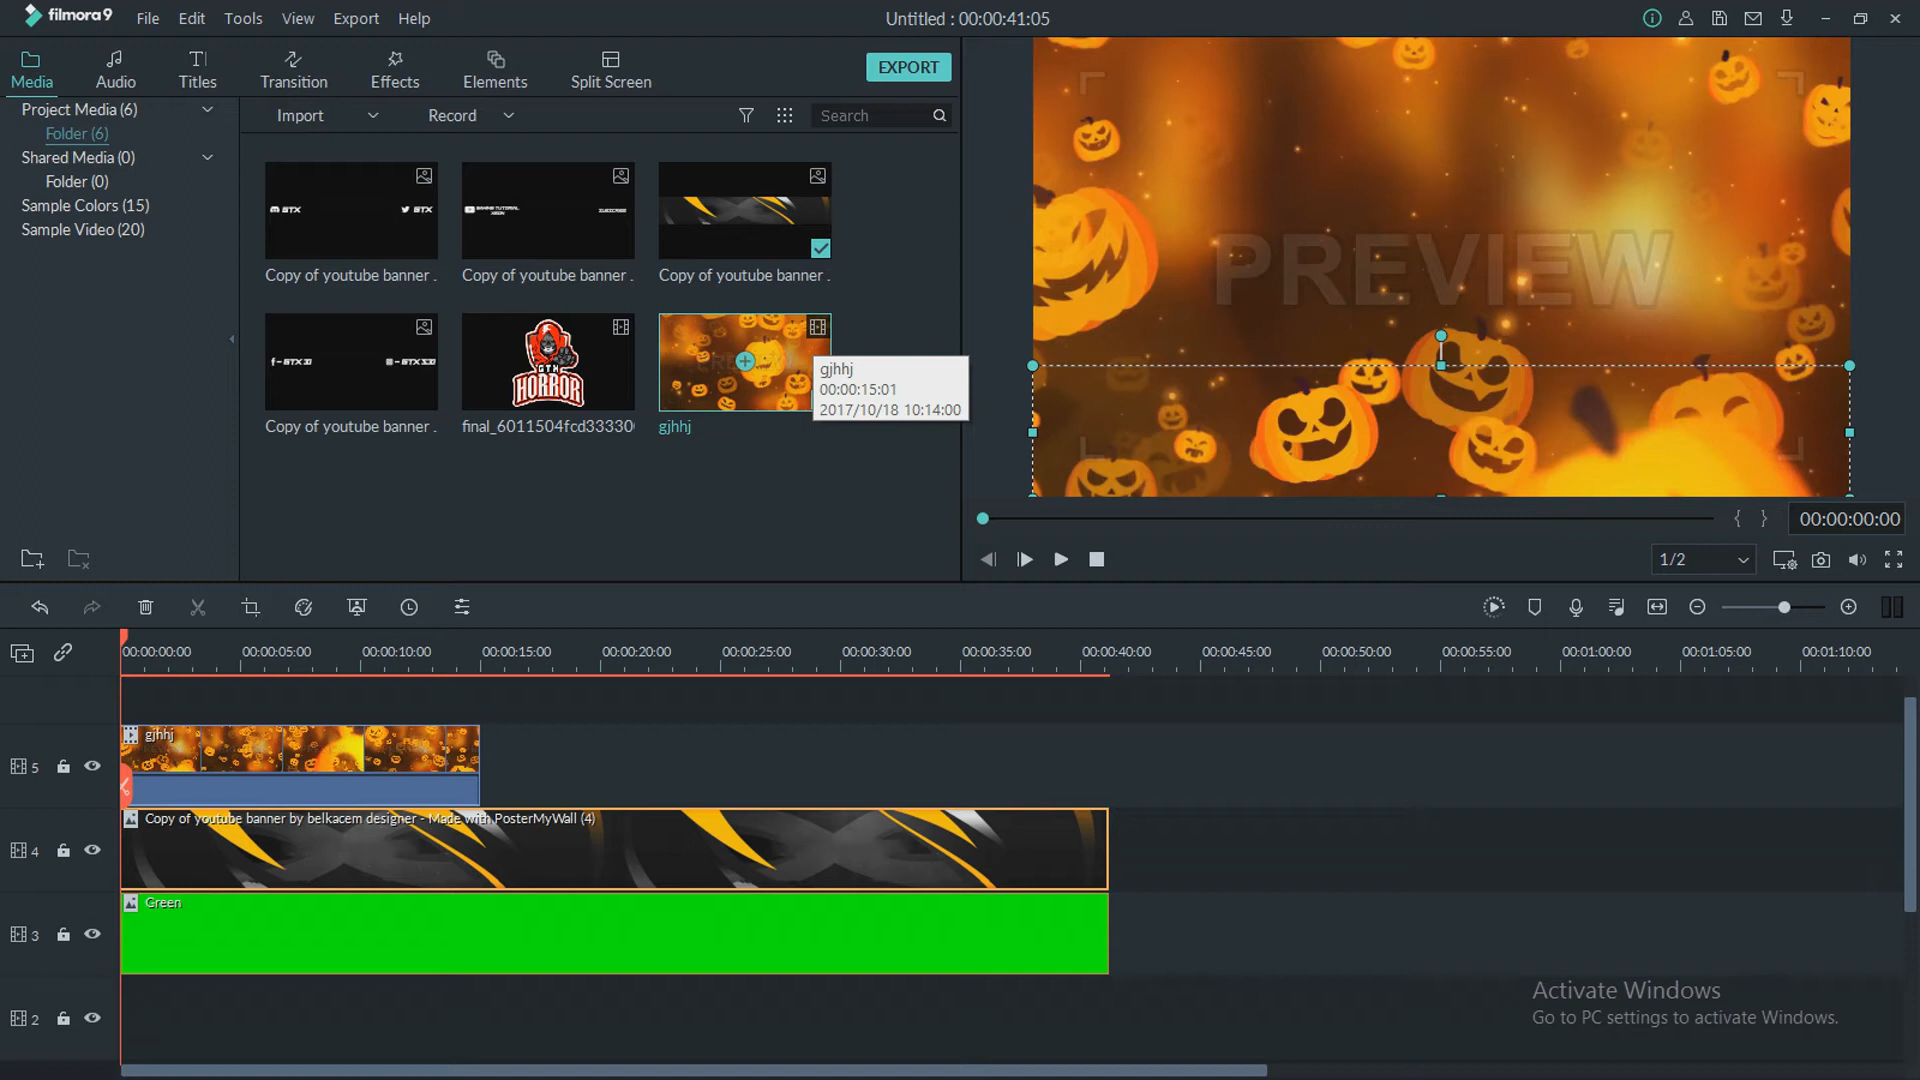 filmora9 File Edit Tools View Export Help Untitled : 00:00:41:05
Media Audio Titles Transition Effects Elements Split Screen EXPORT
Project Media (6)
Folder (6)
Shared Media (0)
Folder (0)
Sample Colors (15)
Sample Video (20)
Import Record Search
GTX GTX
GAMING TUTORIAL XEON SUBSCRIBE
Copy of youtube banner . Copy of youtube banner . Copy of youtube banner .
GTX HORROR
Copy of youtube banner . final_6011504fcd33330 gjhhj
gjhhj
00:00:15:01
2017/10/18 10:14:00
PREVIEW
{ } 00:00:00:00
1/2
00:00:00:00 00:00:05:00 00:00:10:00 00:00:15:00 00:00:20:00 00:00:25:00 00:00:30:00 00:00:35:00 00:00:40:00 00:00:45:00 00:00:50:00 00:00:55:00 00:01:00:00 00:01:05:00 00:01:10:00
gjhhj
5
Copy of youtube banner by belkacem designer - Made with PosterMyWall (4)
4
Green
3
Activate Windows
Go to PC settings to activate Windows.
2